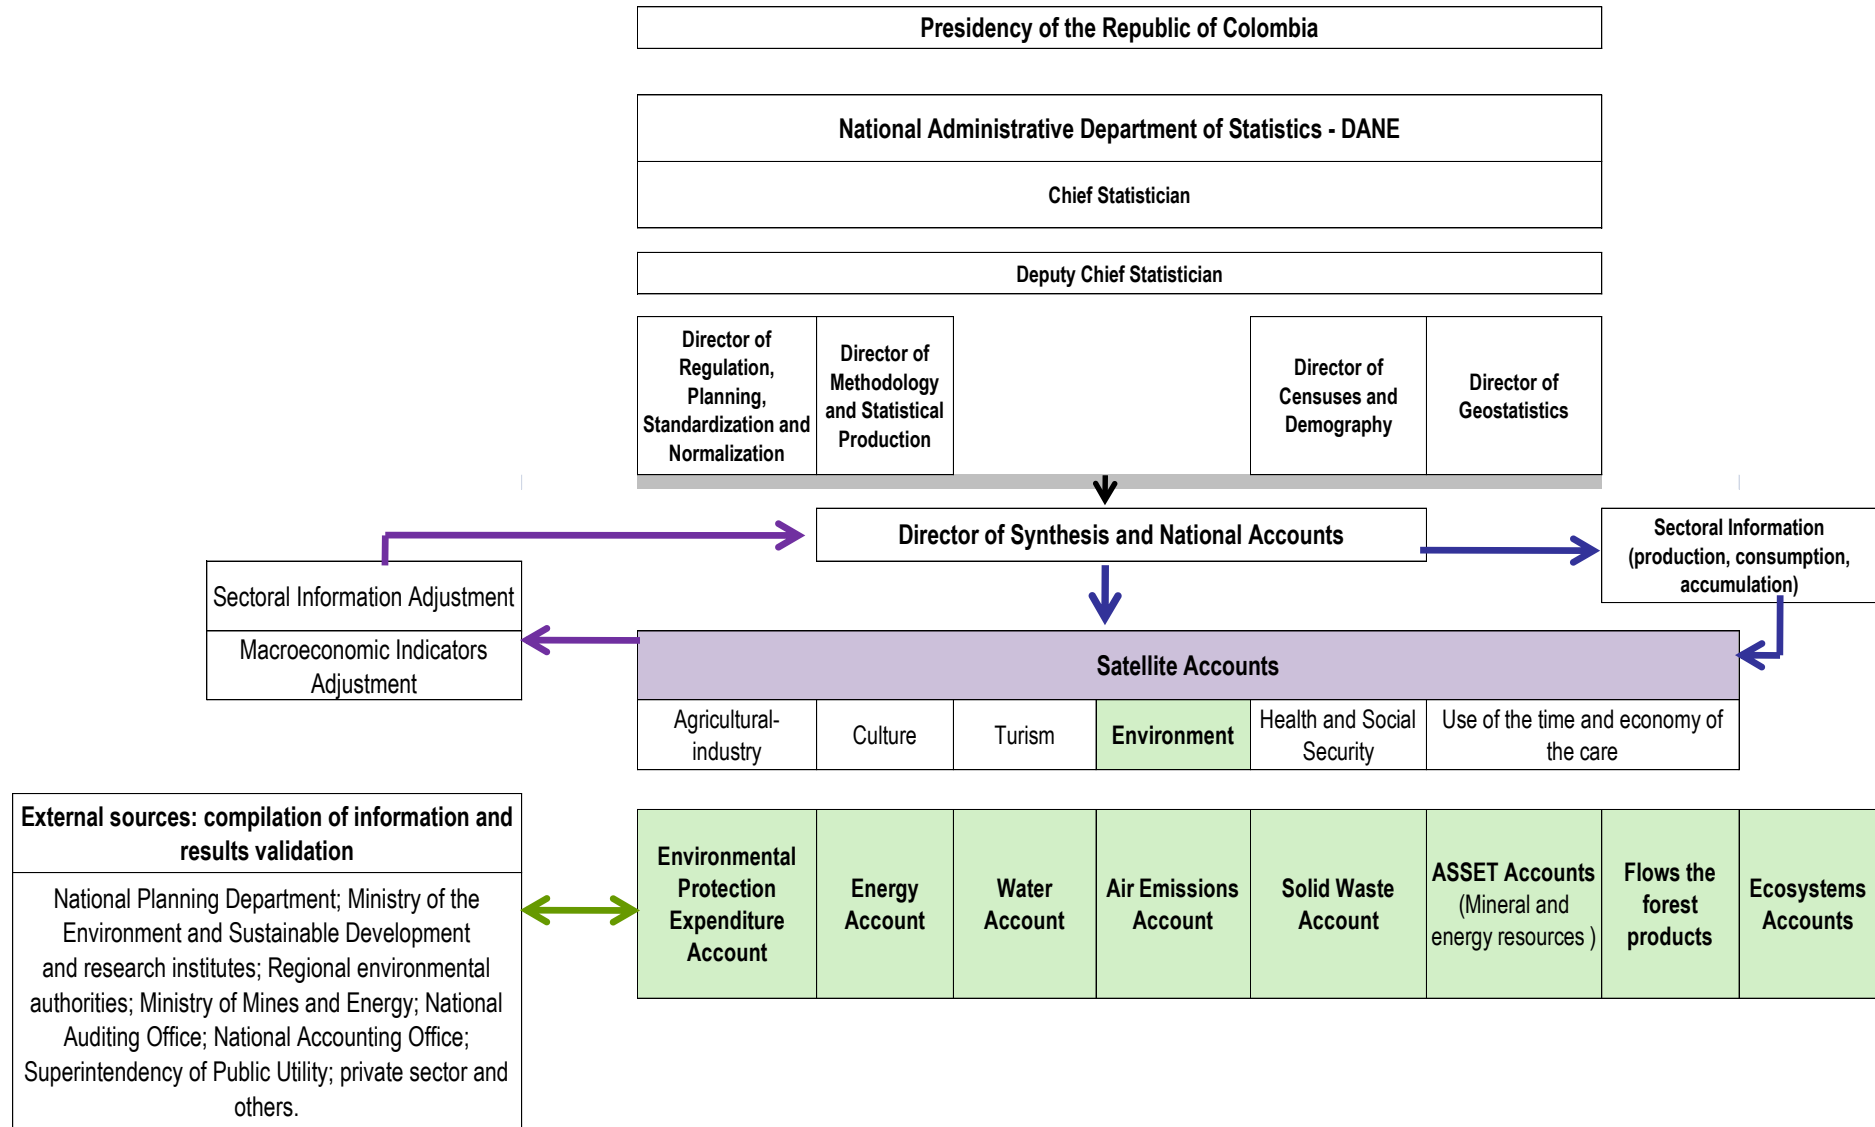 Presidency of the Republic of Colombia
National Administrative Department of Statistics - DANE
Chief Statistician
Deputy Chief Statistician
Director of
Regulation,
Planning,
Standardization and
Normalization
Director of
Methodology
and Statistical
Production
Director of
Censuses and
Demography
Director of
Geostatistics
Director of Synthesis and National Accounts
Sectoral Information
(production, consumption,
accumulation)
Sectoral Information Adjustment
Macroeconomic Indicators
Adjustment
Satellite Accounts
Agricultural-
industry
Culture
Turism
Environment
Health and Social
Security
Use of the time and economy of
the care
External sources: compilation of information and
results validation
National Planning Department; Ministry of the
Environment and Sustainable Development
and research institutes; Regional environmental
authorities; Ministry of Mines and Energy; National
Auditing Office; National Accounting Office;
Superintendency of Public Utility; private sector and
others.
Environmental
Protection
Expenditure
Account
Energy
Account
Water
Account
Air Emissions
Account
Solid Waste
Account
ASSET Accounts
(Mineral and
energy resources )
Flows the
forest
products
Ecosystems
Accounts